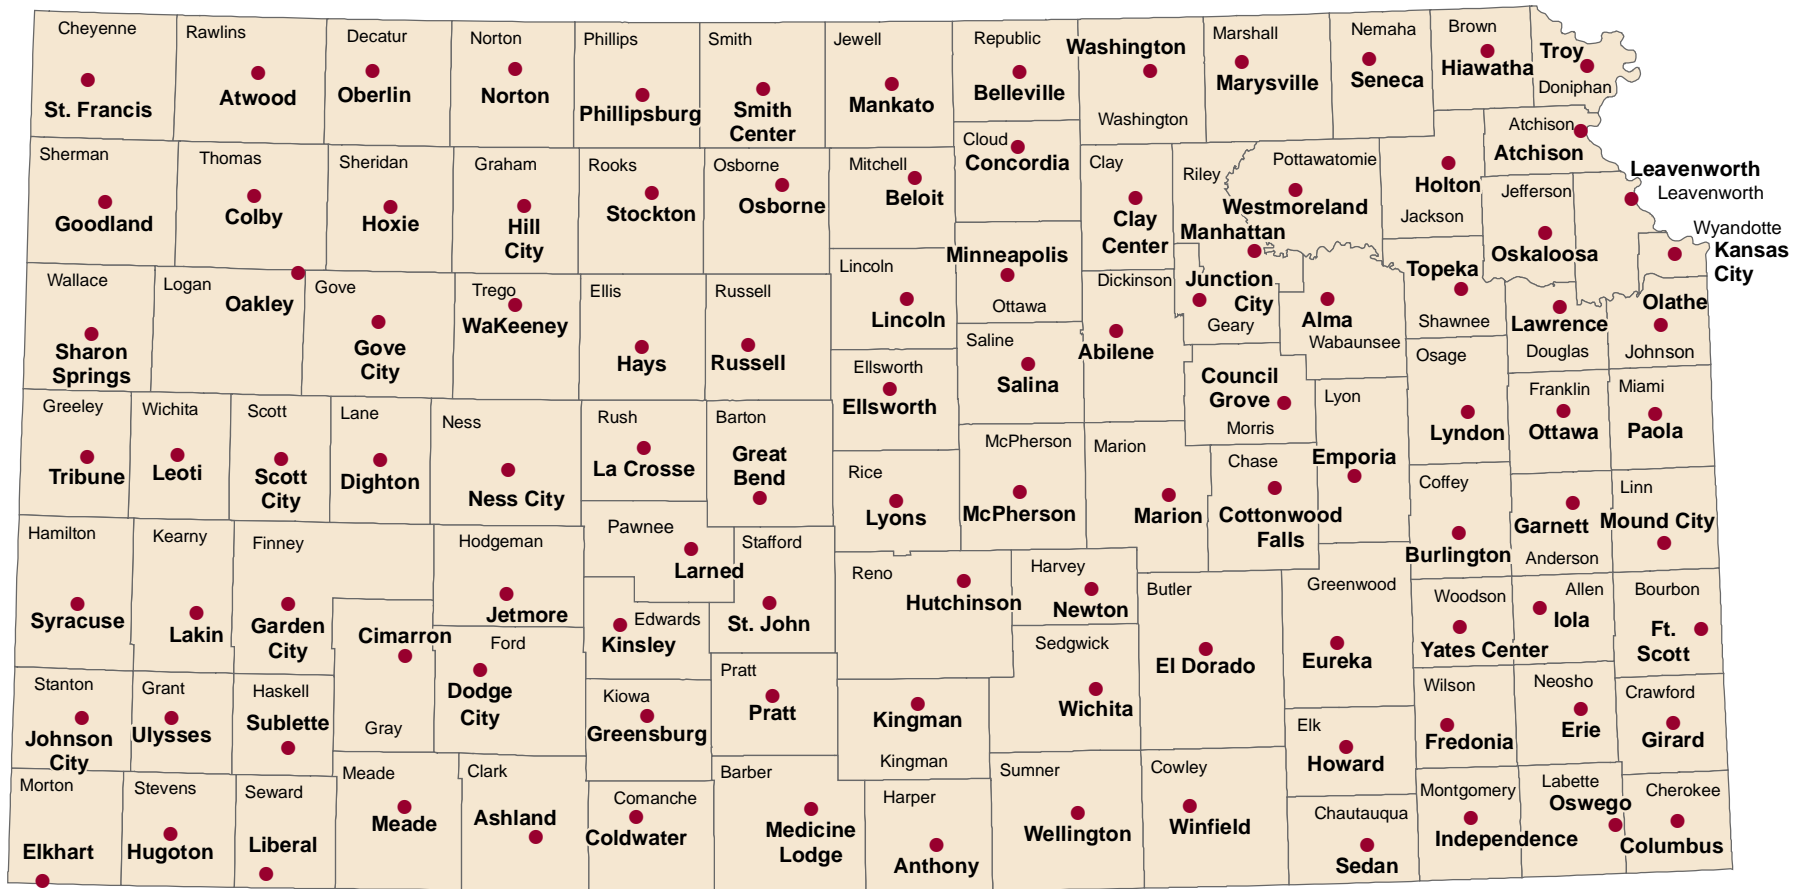 Cheyenne
St. Francis
Rawlins
Atwood
Decatur
Oberlin
Norton
Norton
Phillips
Phillipsburg
Smith
Smith
Center
Jewell
Mankato
Republic
Belleville
Washington
Washington
Marshall
Marysville
Nemaha
Seneca
Brown
Hiawatha
Troy
Doniphan
Sherman
Goodland
Thomas
Colby
Sheridan
Hoxie
Graham
Hill
City
Rooks
Stockton
Osborne
Osborne
Mitchell
Beloit
Cloud
Concordia
Clay
Clay
Center
Riley
Manhattan
Pottawatomie
Westmoreland
Holton
Jackson
Atchison
Atchison
Jefferson
Oskaloosa
Leavenworth
Leavenworth
Wyandotte
Kansas
City
Wallace
Sharon
Springs
Logan
Oakley
Gove
Gove
City
Trego
WaKeeney
Ellis
Hays
Russell
Russell
Lincoln
Lincoln
Minneapolis
Ottawa
Saline
Salina
Ellsworth
Ellsworth
Dickinson
Abilene
Junction
City
Geary
Alma
Wabaunsee
Topeka
Shawnee
Lawrence
Douglas
Olathe
Johnson
Greeley
Tribune
Wichita
Leoti
Scott
Scott
City
Lane
Dighton
Ness
Ness City
Rush
La Crosse
Barton
Great
Bend
Rice
Lyons
McPherson
McPherson
Marion
Marion
Council
Grove
Morris
Chase
Cottonwood
Falls
Lyon
Emporia
Osage
Lyndon
Franklin
Ottawa
Miami
Paola
Coffey
Burlington
Garnett
Anderson
Linn
Mound City
Hamilton
Syracuse
Kearny
Lakin
Finney
Garden
City
Hodgeman
Jetmore
Pawnee
Larned
Stafford
St. John
Edwards
Kinsley
Reno
Hutchinson
Harvey
Newton
Sedgwick
Wichita
Butler
El Dorado
Greenwood
Eureka
Woodson
Yates Center
Allen
Iola
Bourbon
Ft.
Scott
Stanton
Johnson
City
Grant
Ulysses
Haskell
Sublette
Cimarron
Gray
Ford
Dodge
City
Kiowa
Greensburg
Pratt
Pratt
Kingman
Kingman
Elk
Howard
Wilson
Fredonia
Neosho
Erie
Crawford
Girard
Morton
Elkhart
Stevens
Hugoton
Seward
Liberal
Meade
Meade
Clark
Ashland
Comanche
Coldwater
Barber
Medicine
Lodge
Harper
Anthony
Sumner
Wellington
Cowley
Winfield
Chautauqua
Sedan
Montgomery
Independence
Labette
Oswego
Cherokee
Columbus